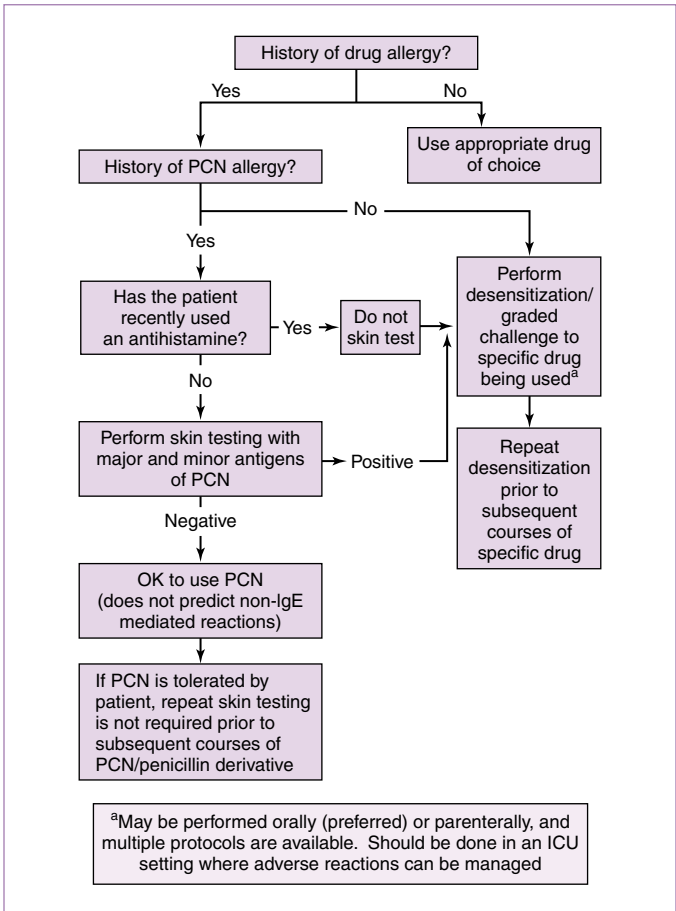 History of drug allergy?
Yes
No
History of PCN allergy?
Use appropriate drug
of choice
No
Yes
Has the patient
recently used
an antihistamine?
Yes
Do not
skin test
Perform
desensitization/
graded
challenge to
specific drug
being usedᵃ
No
Perform skin testing with
major and minor antigens
of PCN
Positive
Repeat
desensitization
prior to
subsequent
courses of
specific drug
Negative
OK to use PCN
(does not predict non-IgE
mediated reactions)
If PCN is tolerated by
patient, repeat skin testing
is not required prior to
subsequent courses of
PCN/penicillin derivative
ᵃMay be performed orally (preferred) or parenterally, and
multiple protocols are available. Should be done in an ICU
setting where adverse reactions can be managed